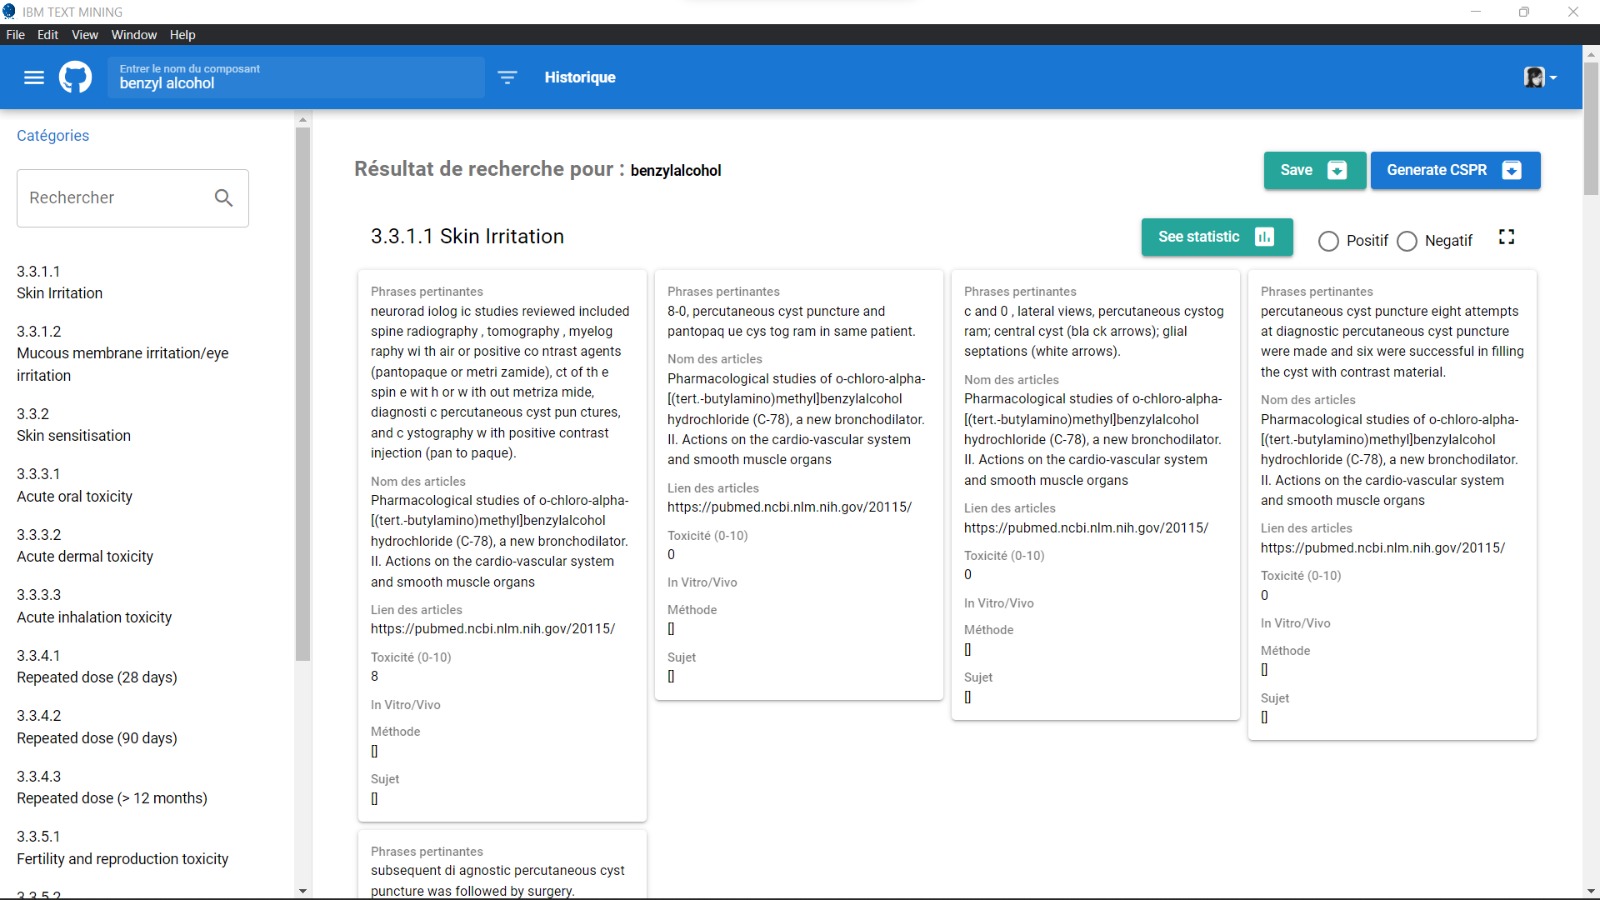 IBM TEXT MINING
File Edit View Window Help
Entrer le nom du composant
benzyl alcohol
Historique
Catégories
Rechercher
3.3.1.1
Skin Irritation
3.3.1.2
Mucous membrane irritation/eye
irritation
3.3.2
Skin sensitisation
3.3.3.1
Acute oral toxicity
3.3.3.2
Acute dermal toxicity
3.3.3.3
Acute inhalation toxicity
3.3.4.1
Repeated dose (28 days)
3.3.4.2
Repeated dose (90 days)
3.3.4.3
Repeated dose (> 12 months)
3.3.5.1
Fertility and reproduction toxicity
3.3.5.2
Résultat de recherche pour : benzylalcohol
Save
Generate CSPR
3.3.1.1 Skin Irritation
See statistic
Positif
Negatif
Phrases pertinantes
neurorad iolog ic studies reviewed included
spine radiography , tomography , myelog
raphy wi th air or positive co ntrast agents
(pantopaque or metri zamide), ct of th e
spin e wit h or w ith out metriza mide,
diagnosti c percutaneous cyst pun ctures,
and c ystography w ith positive contrast
injection (pan to paque).
Nom des articles
Pharmacological studies of o-chloro-alpha-
[(tert.-butylamino)methyl]benzylalcohol
hydrochloride (C-78), a new bronchodilator.
II. Actions on the cardio-vascular system
and smooth muscle organs
Lien des articles
https://pubmed.ncbi.nlm.nih.gov/20115/
Toxicité (0-10)
8
In Vitro/Vivo
Méthode
[]
Sujet
[]
Phrases pertinantes
8-0, percutaneous cyst puncture and
pantopaq ue cys tog ram in same patient.
Nom des articles
Pharmacological studies of o-chloro-alpha-
[(tert.-butylamino)methyl]benzylalcohol
hydrochloride (C-78), a new bronchodilator.
II. Actions on the cardio-vascular system
and smooth muscle organs
Lien des articles
https://pubmed.ncbi.nlm.nih.gov/20115/
Toxicité (0-10)
0
In Vitro/Vivo
Méthode
[]
Sujet
[]
Phrases pertinantes
c and 0 , lateral views, percutaneous cystog
ram; central cyst (bla ck arrows); glial
septations (white arrows).
Nom des articles
Pharmacological studies of o-chloro-alpha-
[(tert.-butylamino)methyl]benzylalcohol
hydrochloride (C-78), a new bronchodilator.
II. Actions on the cardio-vascular system
and smooth muscle organs
Lien des articles
https://pubmed.ncbi.nlm.nih.gov/20115/
Toxicité (0-10)
0
In Vitro/Vivo
Méthode
[]
Sujet
[]
Phrases pertinantes
percutaneous cyst puncture eight attempts
at diagnostic percutaneous cyst puncture
were made and six were successful in filling
the cyst with contrast material.
Nom des articles
Pharmacological studies of o-chloro-alpha-
[(tert.-butylamino)methyl]benzylalcohol
hydrochloride (C-78), a new bronchodilator.
II. Actions on the cardio-vascular system
and smooth muscle organs
Lien des articles
https://pubmed.ncbi.nlm.nih.gov/20115/
Toxicité (0-10)
0
In Vitro/Vivo
Méthode
[]
Sujet
[]
Phrases pertinantes
subsequent di agnostic percutaneous cyst
puncture was followed by surgery.